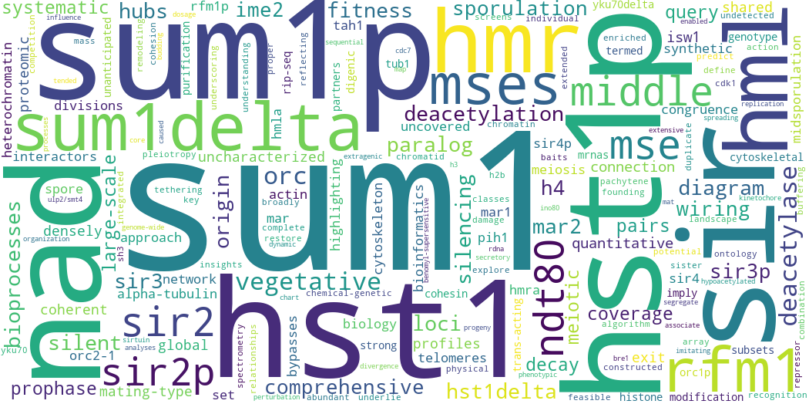 systematic
hubs
fitness
query
shared
screens
individual
yku70delta
undetected
enabled
influence
rfm1p
ime2
sporulation
dosage
tah1
sequential
termed
array
genotype
action
competition
mass
unanticipated
remodeling
cohesion
purification
reflecting
rip-seq
proper
cdc7
isw1
synthetic
predict
define
cdk1
replication
sum1p
hmr
hml
proteomic
heterochromatin
understanding
underscoring
partners
digenic
tub1
extended
enriched
mses
middle
midsporulation
divisions
deacetylation
congruence
spreading
tended
core
caused
hmla
sum1delta
uncovered
chromatin
sir4p
mrnas
mse
extensive
duplicate
interactors
pleiotropy
uncharacterized
paralog
extragenic
chromatid
h3
baits
meiosis
connection
cytoskeletal
nad
spore
ulp2/smt4
tethering
key
orc
actin
h2b
classes
damage
h4
pachytene
founding
mat
kinetochore
buffering
large-scale
integrated
genome-wide
sum1
origin
broadly
mar
complete
restore
dynamic
highlighting
cytoskeleton
bioinformatics
benomyl-super-sensitive
silencing
mar1
ino80
diagram
wiring
landscape
densely
approach
sh3
insights
rdna
secretory
explore
pih1
mar2
pairs
quantitative
potential
ontology
sister
hypoacetylated
bioprocesses
organization
coherent
sir3
network
alpha-tubulin
vegetative
cohesin
chemical-genetic
chart
hmra
ndt80
meiotic
hst1p
sir
sir3p
sir4
imply
segregate
associate
deacetylase
combination
silent
sir2
global
spectrometry
relationships
hst1
bypasses
biology
loci
strong
profiles
trans-acting
coverage
algorithm
exit
subsets
repressor
yku70
orc2-1
sirtuin
analyses
sir2p
telomeres
progeny
physical
divergence
decay
bre1
constructed
orc1p
imitating
rfm1
prophase
mating-type
set
comprehensive
perturbation
abundant
underlie
hst1delta
phenotypic
feasible
histone
modification
recognition